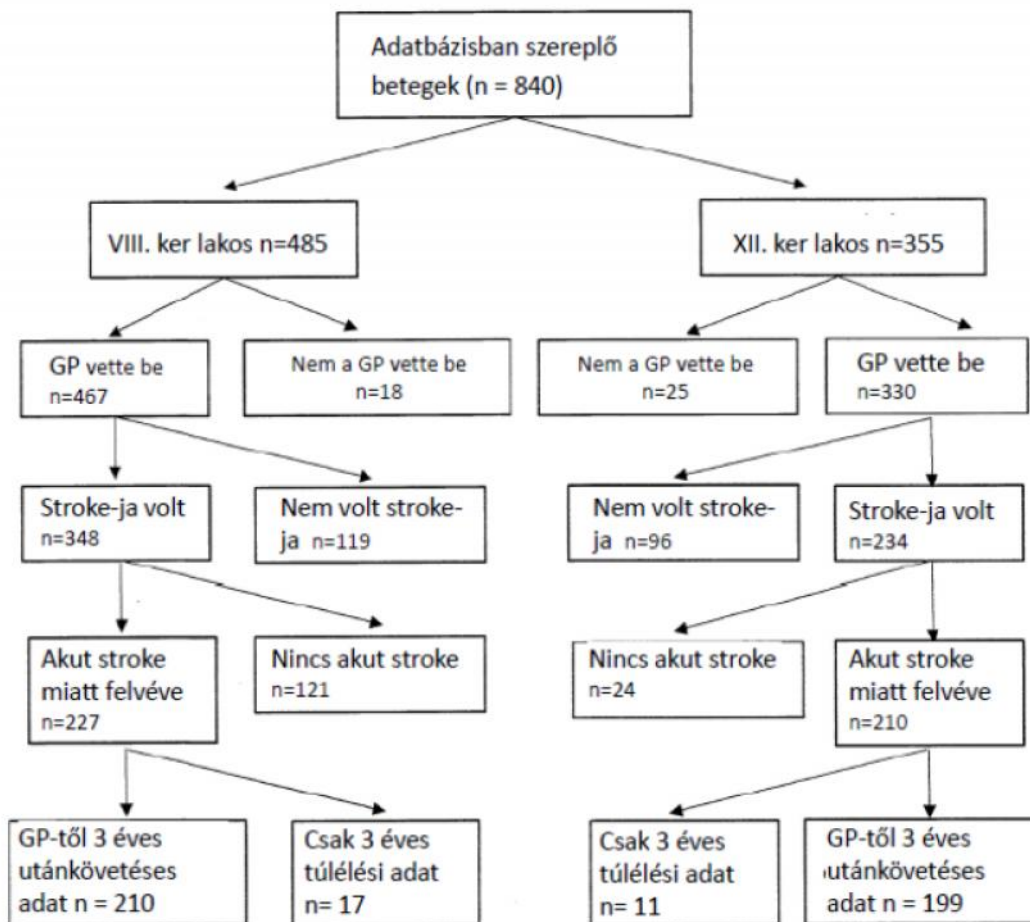 Adatbázisban szereplő
betegek (n = 840)
VIII. ker lakos n=485
XII. ker lakos n=355
GP vette be
n=467
Nem a GP vette be
n=18
Nem a GP vette be
n=25
GP vette be
n=330
Stroke-ja volt
n=348
Nem volt stroke-
ja n=119
Nem volt stroke-
ja n=96
Stroke-ja volt
n=234
Akut stroke
miatt felvéve
n=227
Nincs akut stroke
n=121
Nincs akut stroke
n=24
Akut stroke
miatt felvéve
n=210
GP-től 3 éves
utánkövetéses
adat n = 210
Csak 3 éves
túlélési adat
n= 17
Csak 3 éves
túlélési adat
n= 11
GP-től 3 éves
utánkövetéses
adat n = 199